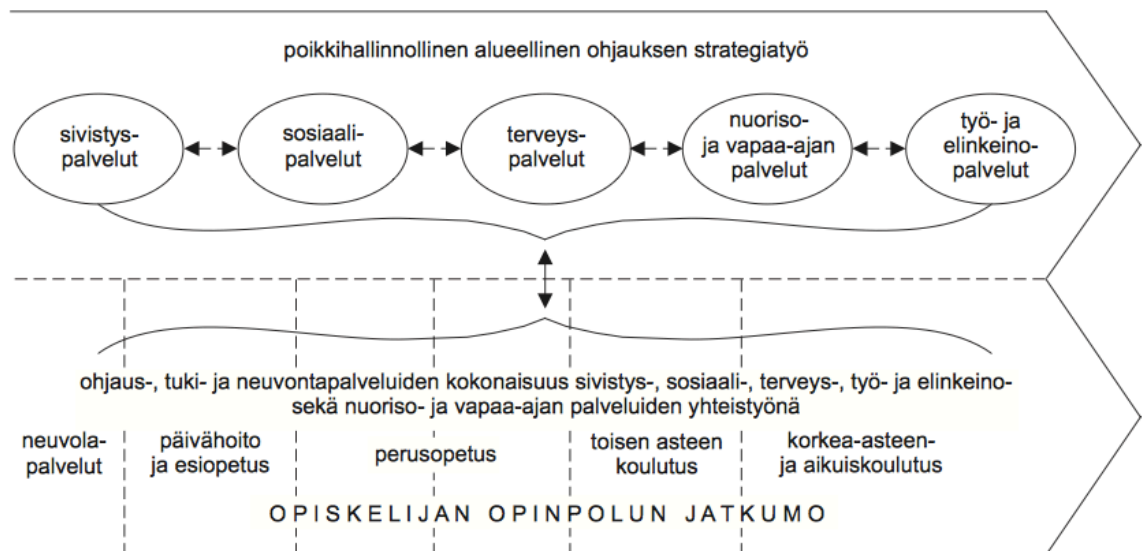 poikkihallinnollinen alueellinen ohjauksen strategiatyö
sivistys-
palvelut
sosiaali-
palvelut
terveys-
palvelut
nuoriso-
ja vapaa-ajan
palvelut
työ- ja
elinkeino-
palvelut
ohjaus-, tuki- ja neuvontapalveluiden kokonaisuus sivistys-, sosiaali-, terveys-, työ- ja elinkeino-
sekä nuoriso- ja vapaa-ajan palveluiden yhteistyönä
neuvola-
palvelut
päivähoito
ja esiopetus
perusopetus
toisen asteen
koulutus
korkea-asteen-
ja aikuiskoulutus
OPISKELIJAN OPINPOLUN JATKUMO